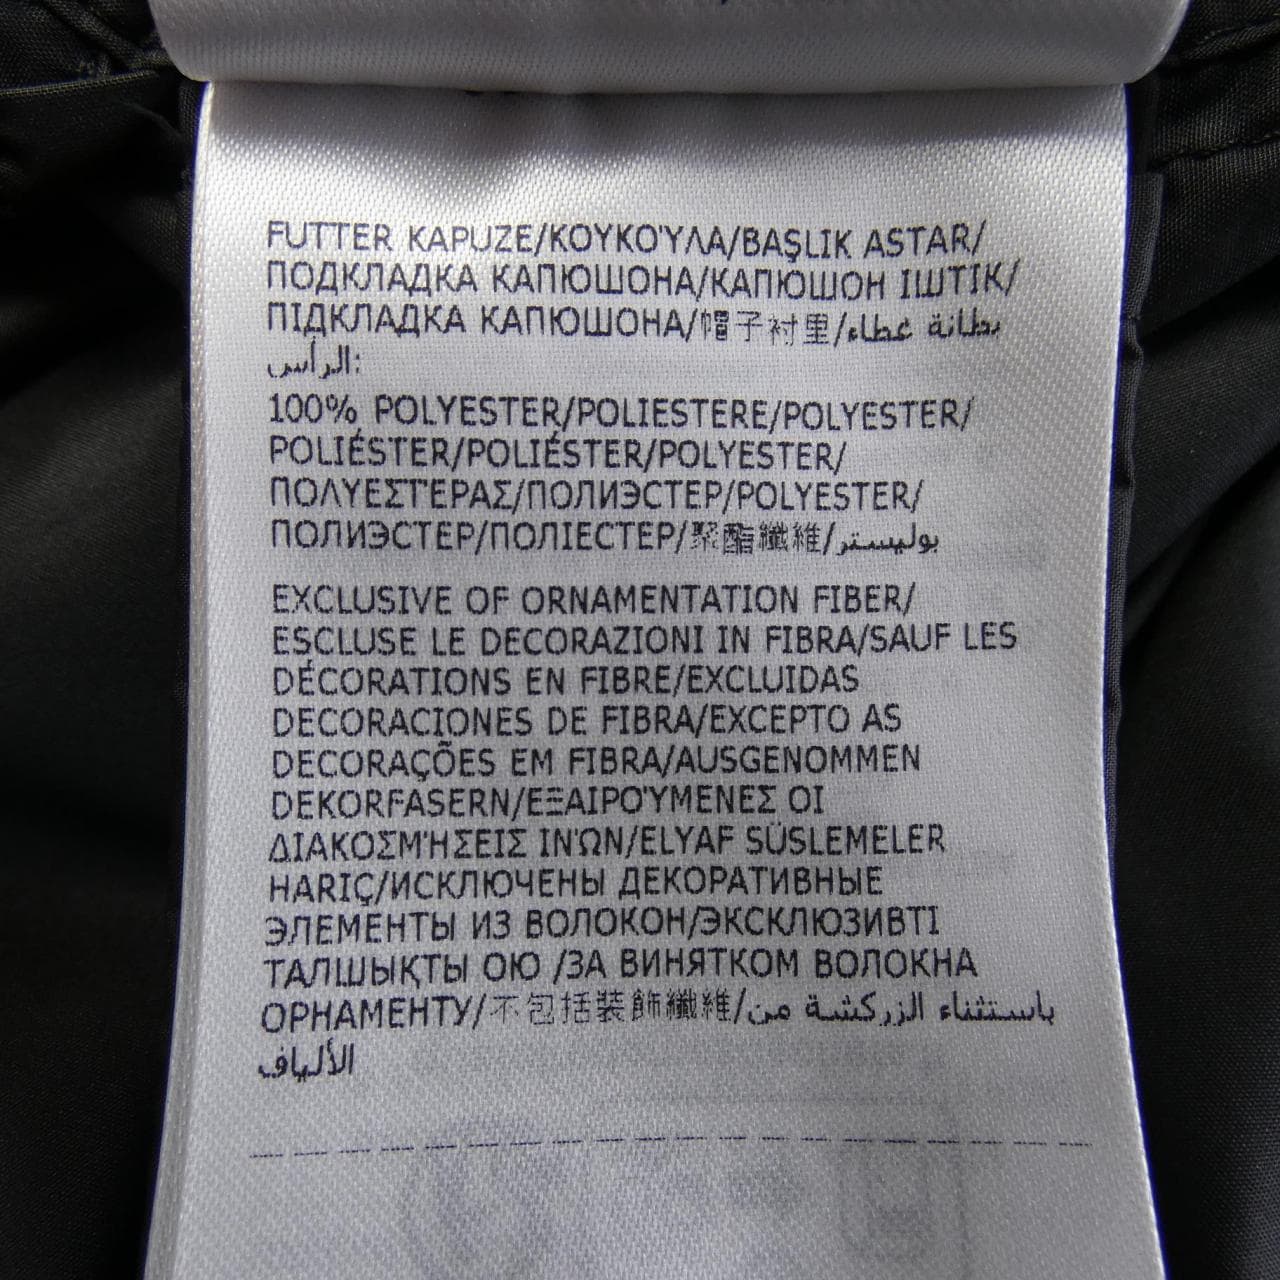 FUTTER KAPUZE/ΚΟΥΚΟΎΛΑ/BAŞLIK ASTAR/
ПОДКЛАДКА КАПЮШОНА/КАПЮШОН ІШТІК/
ПІДКЛАДКА КАПЮШОНА/帽子衬里/بطانة غطاء
الرأس:
100% POLYESTER/POLIESTERE/POLYESTER/
POLIÉSTER/POLIÉSTER/POLYESTER/
ΠΟΛΥΕΣΤΈΡΑΣ/ПОЛИЭСТЕР/POLYESTER/
ПОЛИЭСТЕР/ПОЛІЕСТЕР/聚酯纖維/بوليستر
EXCLUSIVE OF ORNAMENTATION FIBER/
ESCLUSE LE DECORAZIONI IN FIBRA/SAUF LES
DÉCORATIONS EN FIBRE/EXCLUIDAS
DECORACIONES DE FIBRA/EXCEPTO AS
DECORAÇÕES EM FIBRA/AUSGENOMMEN
DEKORFASERN/ΕΞΑΙΡΟΎΜΕΝΕΣ ΟΙ
ΔΙΑΚΟΣΜΉΣΕΙΣ ΙΝΏΝ/ELYAF SÜSLEMELER
HARIÇ/ИСКЛЮЧЕНЫ ДЕКОРАТИВНЫЕ
ЭЛЕМЕНТЫ ИЗ ВОЛОКОН/ЭКСКЛЮЗИВТІ
ТАЛШЫҚТЫ ОЮ /ЗА ВИНЯТКОМ ВОЛОКНА
ОРНАМЕНТУ/不包括裝飾纖維/باستثناء الزركشة من
الألياف